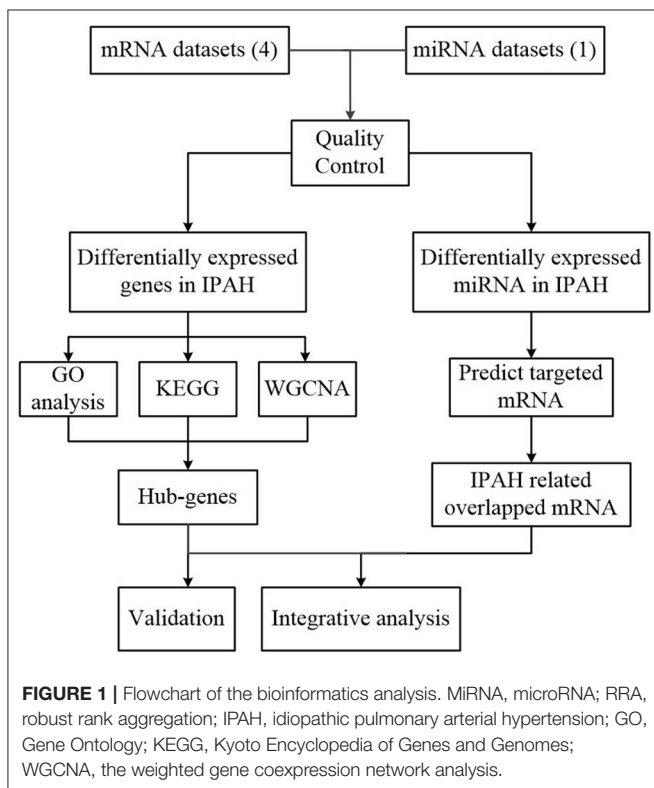 mRNA datasets (4)
miRNA datasets (1)
Quality
Control
Differentially expressed
genes in IPAH
Differentially expressed
miRNA in IPAH
GO
analysis
KEGG
WGCNA
Predict targeted
mRNA
Hub-genes
IPAH related
overlapped mRNA
Validation
Integrative analysis
FIGURE 1 | Flowchart of the bioinformatics analysis. MiRNA, microRNA; RRA,
robust rank aggregation; IPAH, idiopathic pulmonary arterial hypertension; GO,
Gene Ontology; KEGG, Kyoto Encyclopedia of Genes and Genomes;
WGCNA, the weighted gene coexpression network analysis.